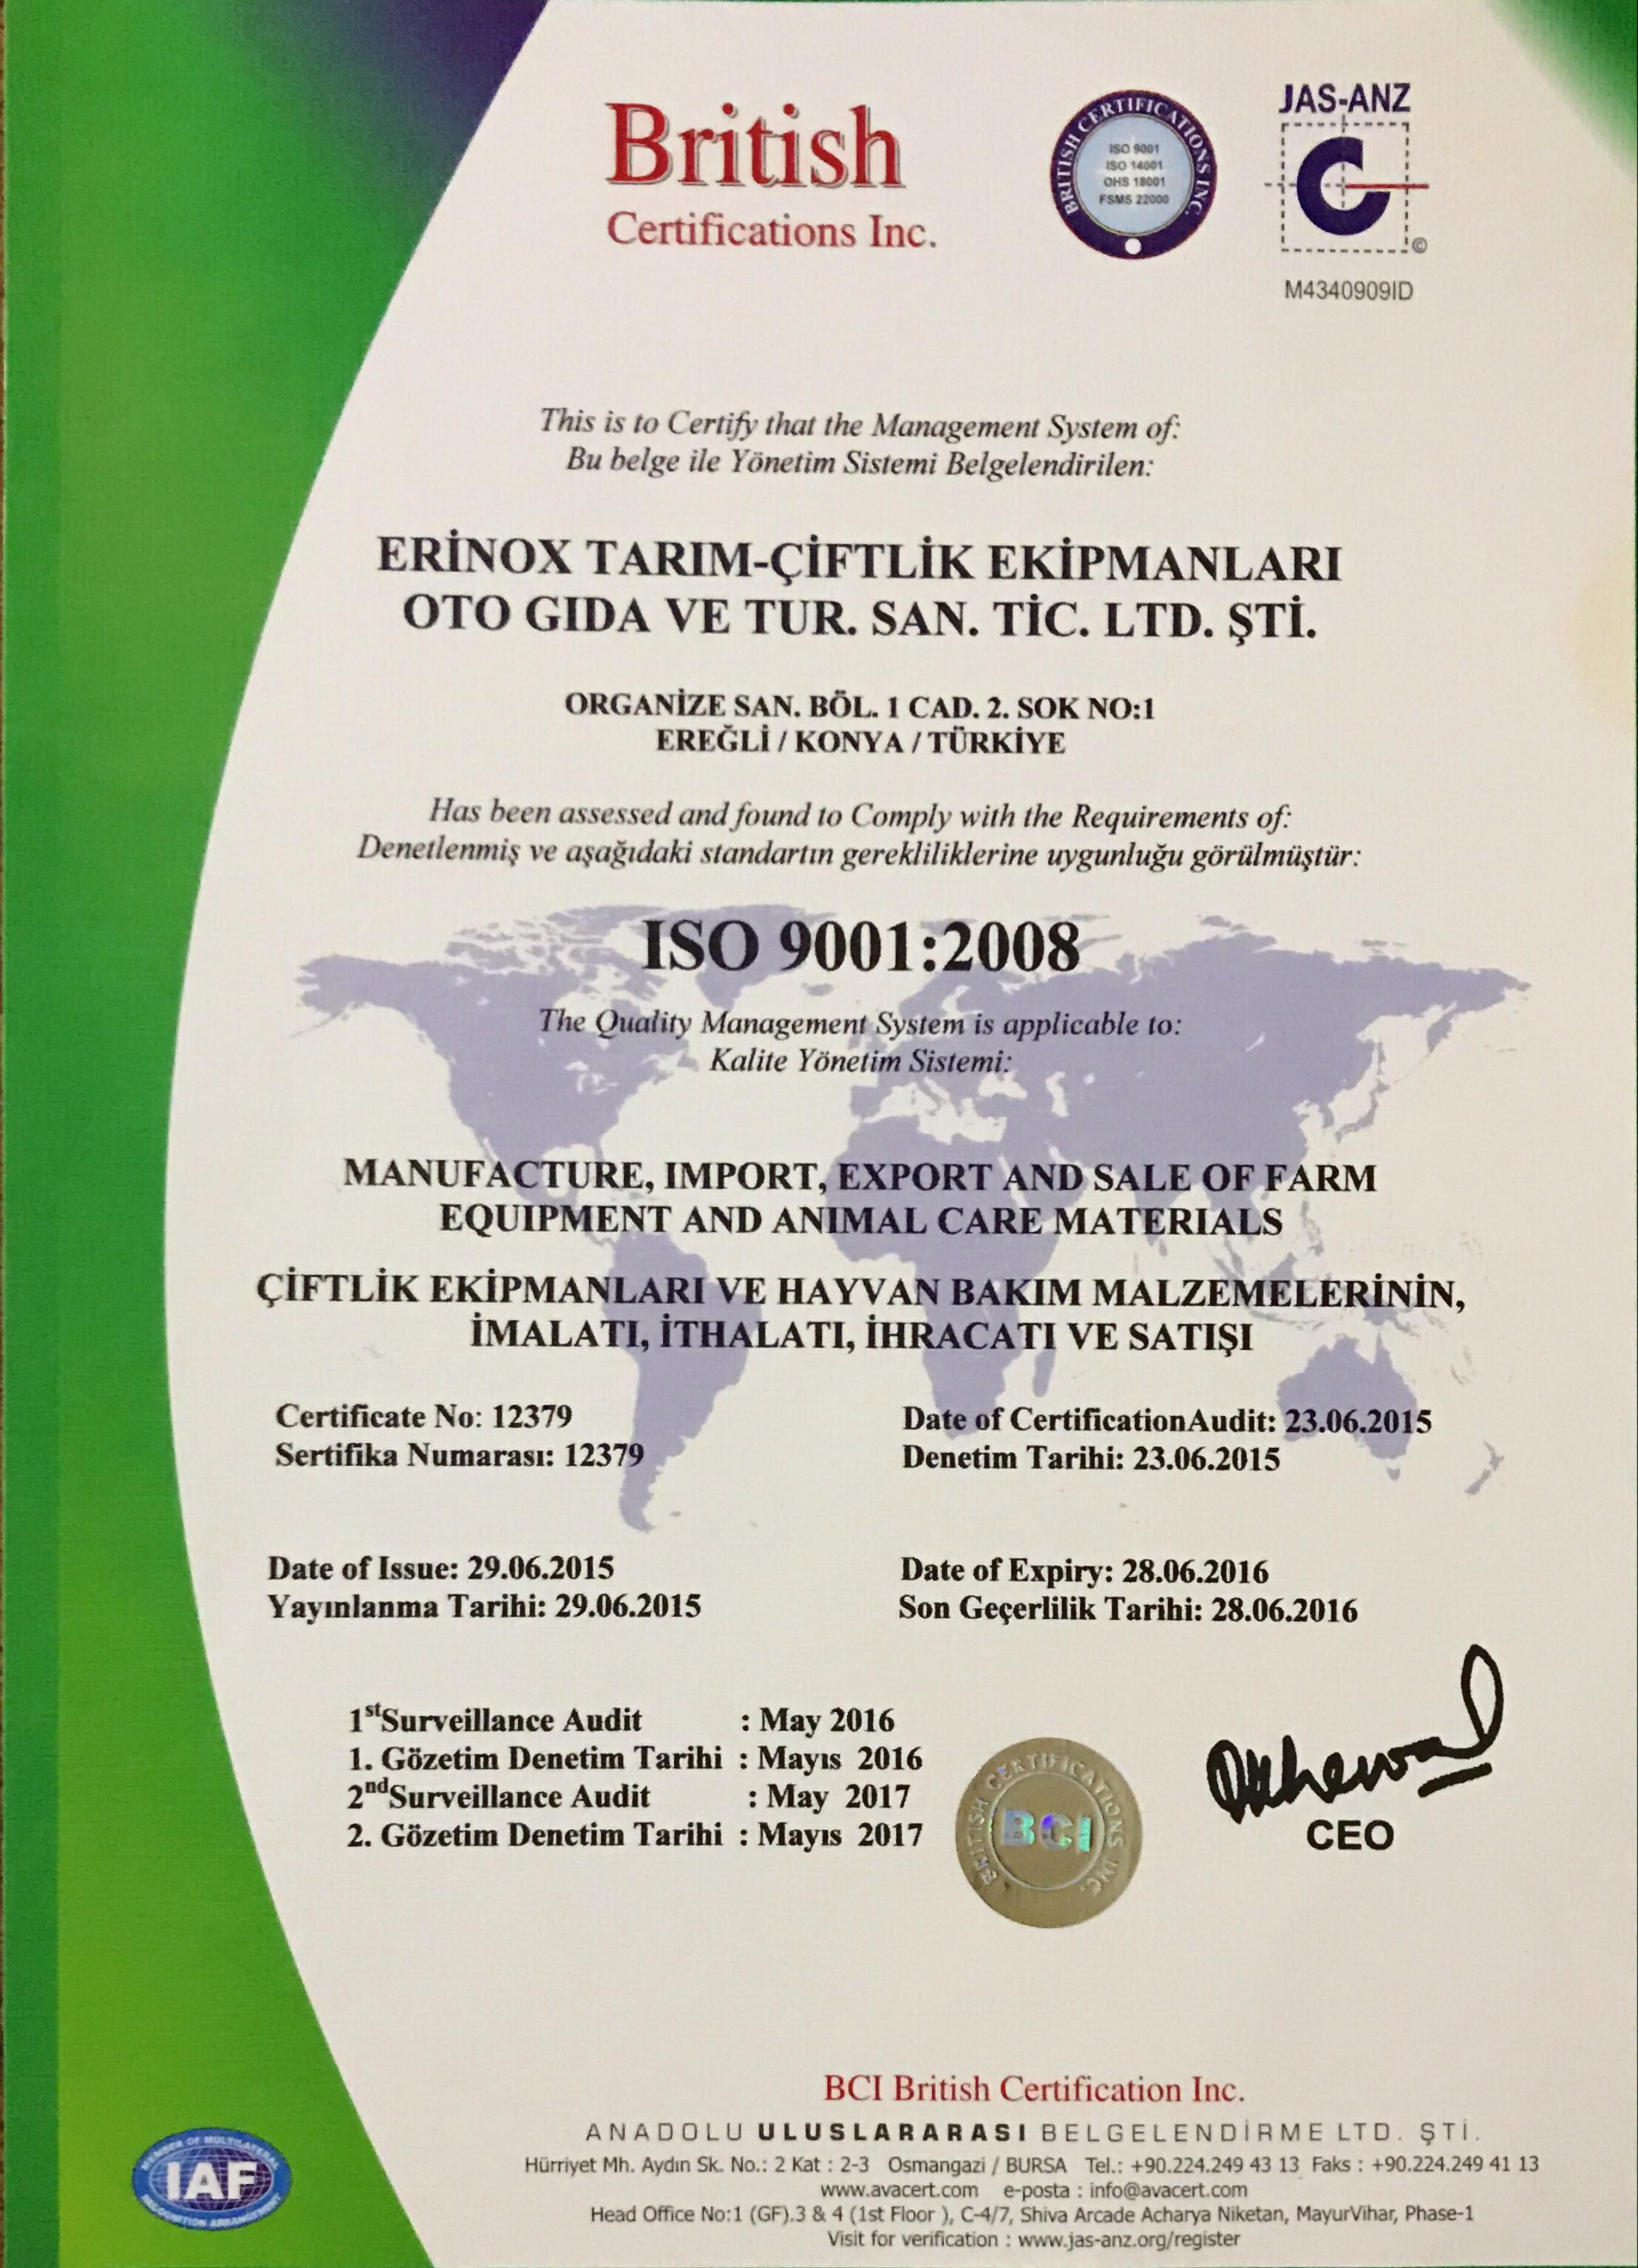 British
Certifications Inc.
BRITISH CERTIFICATIONS INC.
ISO 9001
ISO 14001
OHS 18001
FSMS 22000
JAS-ANZ
©
M4340909ID
This is to Certify that the Management System of:
Bu belge ile Yönetim Sistemi Belgelendirilen:
ERİNOX TARIM-ÇİFTLİK EKİPMANLARI
OTO GIDA VE TUR. SAN. TİC. LTD. ŞTİ.
ORGANİZE SAN. BÖL. 1 CAD. 2. SOK NO:1
EREĞLİ / KONYA / TÜRKİYE
Has been assessed and found to Comply with the Requirements of:
Denetlenmiş ve aşağıdaki standartın gerekliliklerine uygunluğu görülmüştür:
ISO 9001:2008
The Quality Management System is applicable to:
Kalite Yönetim Sistemi:
MANUFACTURE, IMPORT, EXPORT AND SALE OF FARM
EQUIPMENT AND ANIMAL CARE MATERIALS
ÇİFTLİK EKİPMANLARI VE HAYVAN BAKIM MALZEMELERİNİN,
İMALATI, İTHALATI, İHRACATI VE SATIŞI
Certificate No: 12379
Sertifika Numarası: 12379
Date of CertificationAudit: 23.06.2015
Denetim Tarihi: 23.06.2015
Date of Issue: 29.06.2015
Yayınlanma Tarihi: 29.06.2015
Date of Expiry: 28.06.2016
Son Geçerlilik Tarihi: 28.06.2016
1stSurveillance Audit : May 2016
1. Gözetim Denetim Tarihi : Mayıs 2016
2ndSurveillance Audit : May 2017
2. Gözetim Denetim Tarihi : Mayıs 2017
BRITISH CERTIFICATIONS INC.
BCI
CEO
BCI British Certification Inc.
ANADOLU ULUSLARARASI BELGELENDİRME LTD. ŞTİ.
Hürriyet Mh. Aydın Sk. No.: 2 Kat : 2-3 Osmangazi / BURSA Tel.: +90.224.249 43 13 Faks : +90.224.249 41 13
www.avacert.com e-posta : info@avacert.com
Head Office No:1 (GF).3 & 4 (1st Floor ), C-4/7, Shiva Arcade Acharya Niketan, MayurVihar, Phase-1
Visit for verification : www.jas-anz.org/register
MEMBER OF MULTILATERAL
IAF
RECOGNITION ARRANGEMENT